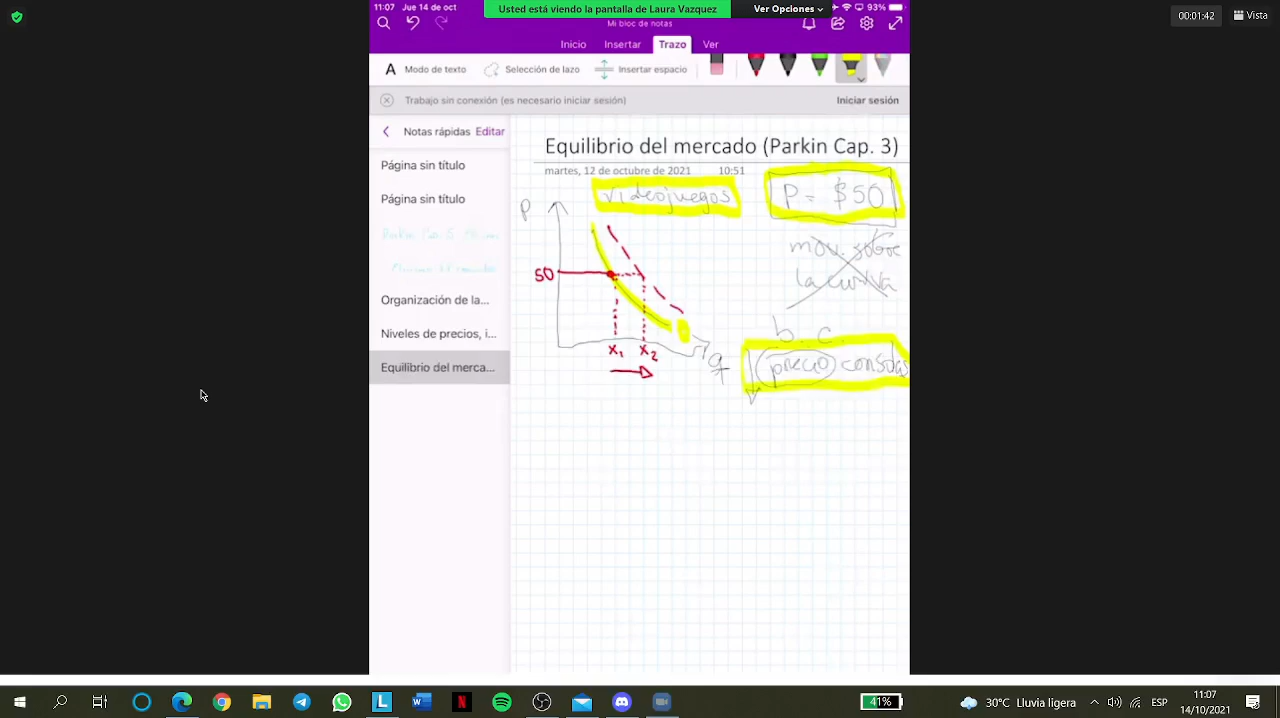 11:07 Jue 14 de oct
Usted está viendo la pantalla de Laura Vazquez
Ver Opciones
93%
00:01:42
Vista
Mi bloc de notas
Inicio
Insertar
Trazo
Ver
A Modo de texto
Selección de lazo
Insertar espacio
Trabajo sin conexión (es necesario iniciar sesión)
Iniciar sesión
Notas rápidas
Editar
Página sin título
Página sin título
Parkin Cap. 5
Organización de la...
Niveles de precios, i...
Equilibrio del merca...
Equilibrio del mercado (Parkin Cap. 3)
martes, 12 de octubre de 2021
10:51
videojuegos
P = $50
P
mov. sobre
la curva
50
b. c.
x1 x2
q
precio consolas
41%
30°C Lluvia ligera
ESP
11:07
14/10/2021